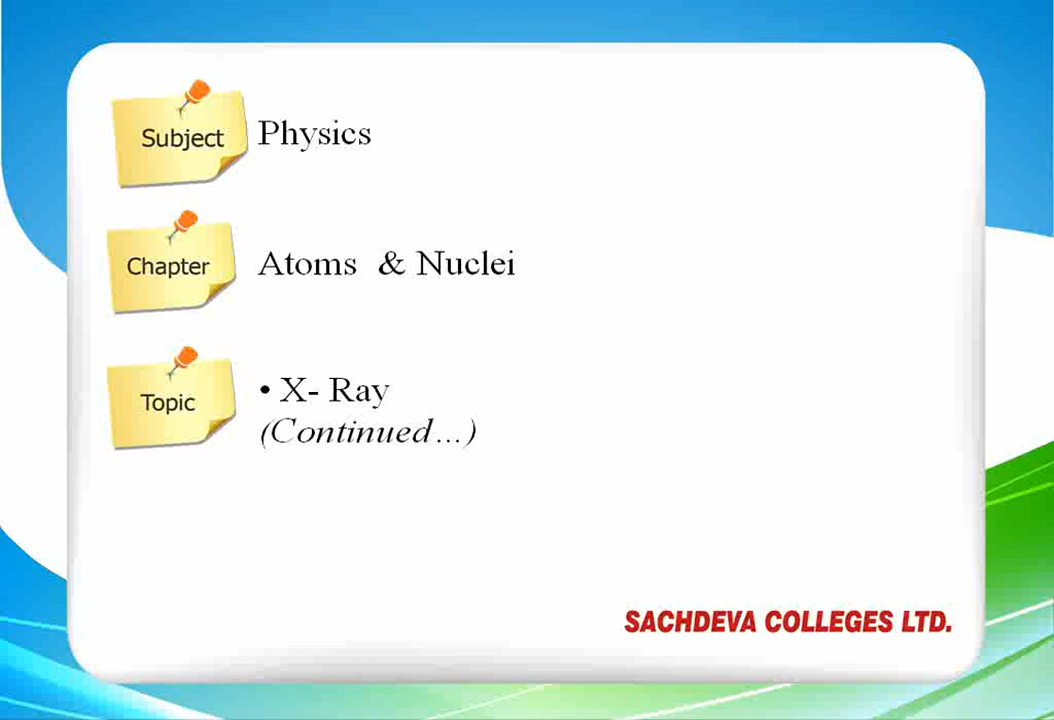 Subject Physics
Chapter Atoms & Nuclei
Topic • X- Ray
(Continued...)
SACHDEVA COLLEGES LTD.